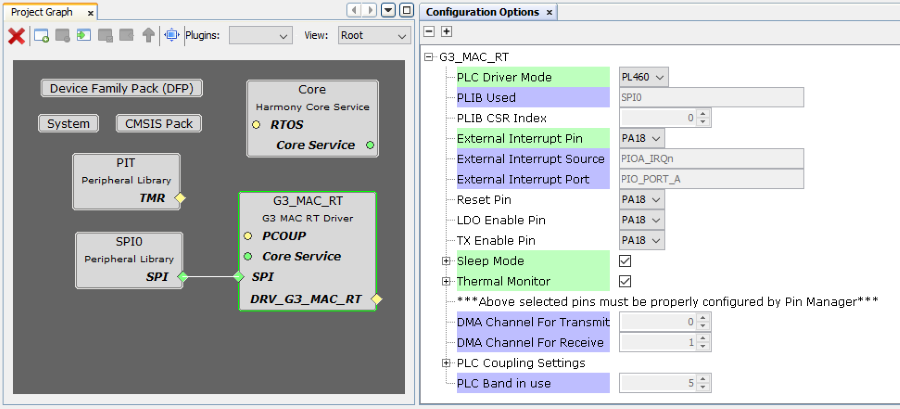 Project Graph x
Plugins:
View: Root
Device Family Pack (DFP)
System
CMSIS Pack
Core
Harmony Core Service
RTOS
Core Service
PIT
Peripheral Library
TMR
SPI0
Peripheral Library
SPI
G3_MAC_RT
G3 MAC RT Driver
PCOUP
Core Service
SPI
DRV_G3_MAC_RT
Configuration Options x
G3_MAC_RT
PLC Driver Mode PL460
PLIB Used SPI0
PLIB CSR Index 0
External Interrupt Pin PA18
External Interrupt Source PIOA_IRQn
External Interrupt Port PIO_PORT_A
Reset Pin PA18
LDO Enable Pin PA18
TX Enable Pin PA18
Sleep Mode
Thermal Monitor
***Above selected pins must be properly configured by Pin Manager***
DMA Channel For Transmit 0
DMA Channel For Receive 1
PLC Coupling Settings
PLC Band in use 5